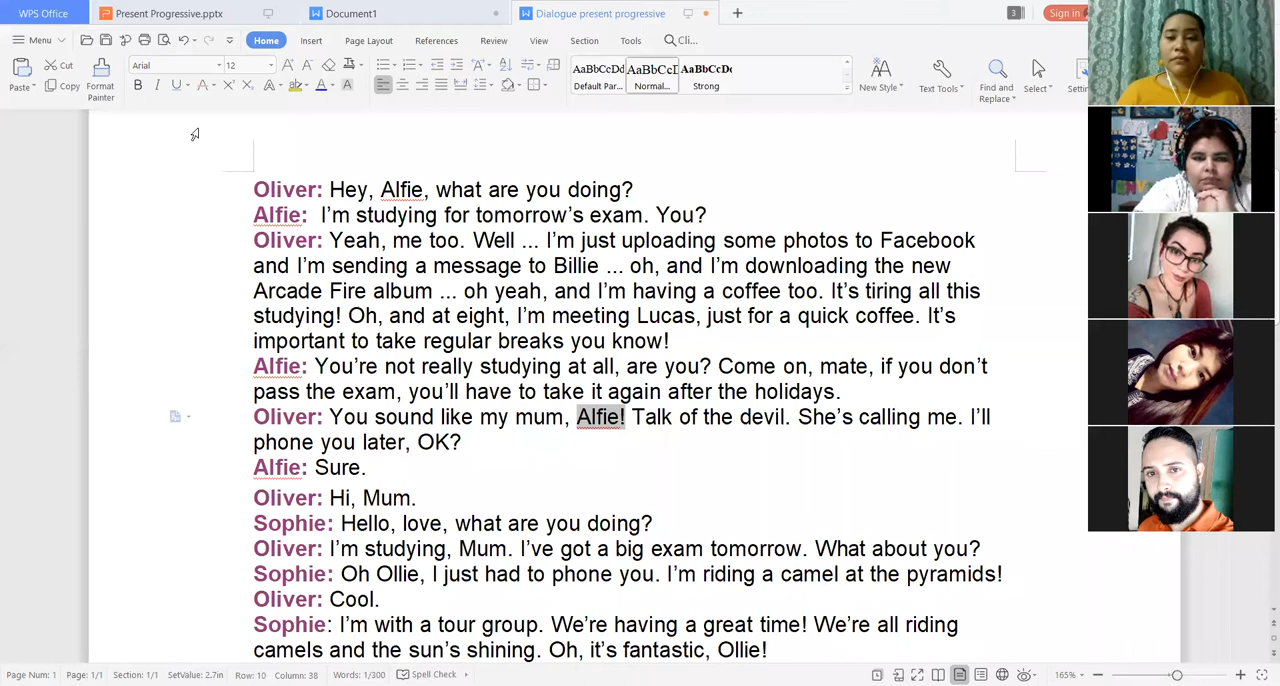 WPS Office
Present Progressive.pptx
Document1
Dialogue present progressive
3
Sign in
Menu
Home
Insert
Page Layout
References
Review
View
Section
Tools
Cli...
Paste
Cut
Copy
Format Painter
Arial
12
AaBbCcDd
AaBbCcD
AaBbCcDd
Default Par...
Normal...
Strong
New Style
Text Tools
Find and Replace
Select
Oliver: Hey, Alfie, what are you doing?
Alfie: I’m studying for tomorrow’s exam. You?
Oliver: Yeah, me too. Well ... I’m just uploading some photos to Facebook
and I’m sending a message to Billie ... oh, and I’m downloading the new
Arcade Fire album ... oh yeah, and I’m having a coffee too. It’s tiring all this
studying! Oh, and at eight, I’m meeting Lucas, just for a quick coffee. It’s
important to take regular breaks you know!
Alfie: You’re not really studying at all, are you? Come on, mate, if you don’t
pass the exam, you’ll have to take it again after the holidays.
Oliver: You sound like my mum, Alfie! Talk of the devil. She’s calling me. I’ll
phone you later, OK?
Alfie: Sure.
Oliver: Hi, Mum.
Sophie: Hello, love, what are you doing?
Oliver: I’m studying, Mum. I’ve got a big exam tomorrow. What about you?
Sophie: Oh Ollie, I just had to phone you. I’m riding a camel at the pyramids!
Oliver: Cool.
Sophie: I’m with a tour group. We’re having a great time! We’re all riding
camels and the sun’s shining. Oh, it’s fantastic, Ollie!
Page Num: 1 Page: 1/1 Section: 1/1 SetValue: 2.7in Row: 10 Column: 38 Words: 1/300 Spell Check
165%